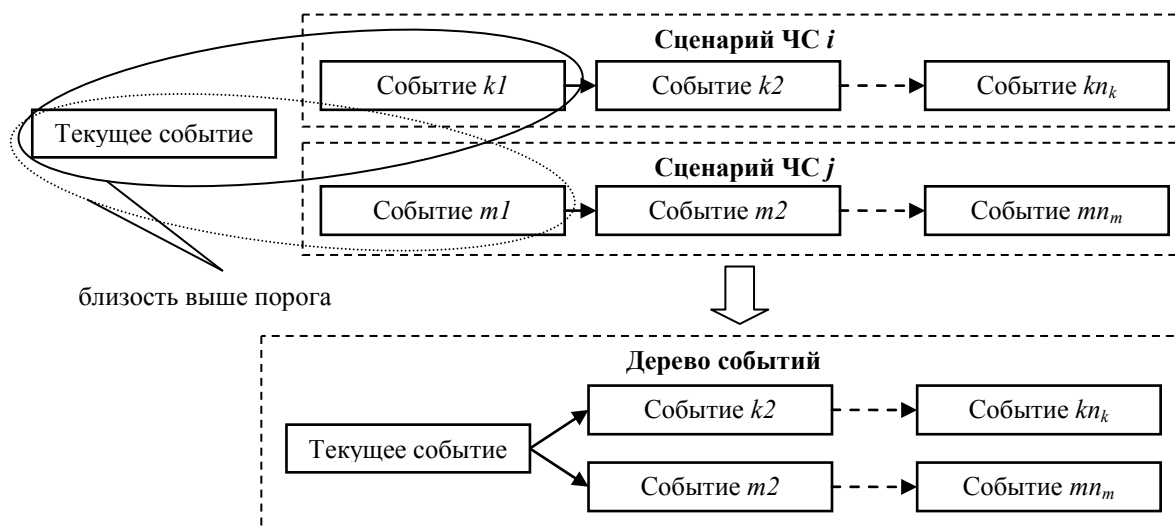 Сценарий ЧС i
Событие k1
Событие k2
Событие knₖ
Текущее событие
Сценарий ЧС j
Событие m1
Событие m2
Событие mnₘ
близость выше порога
Дерево событий
Событие k2
Событие knₖ
Текущее событие
Событие m2
Событие mnₘ